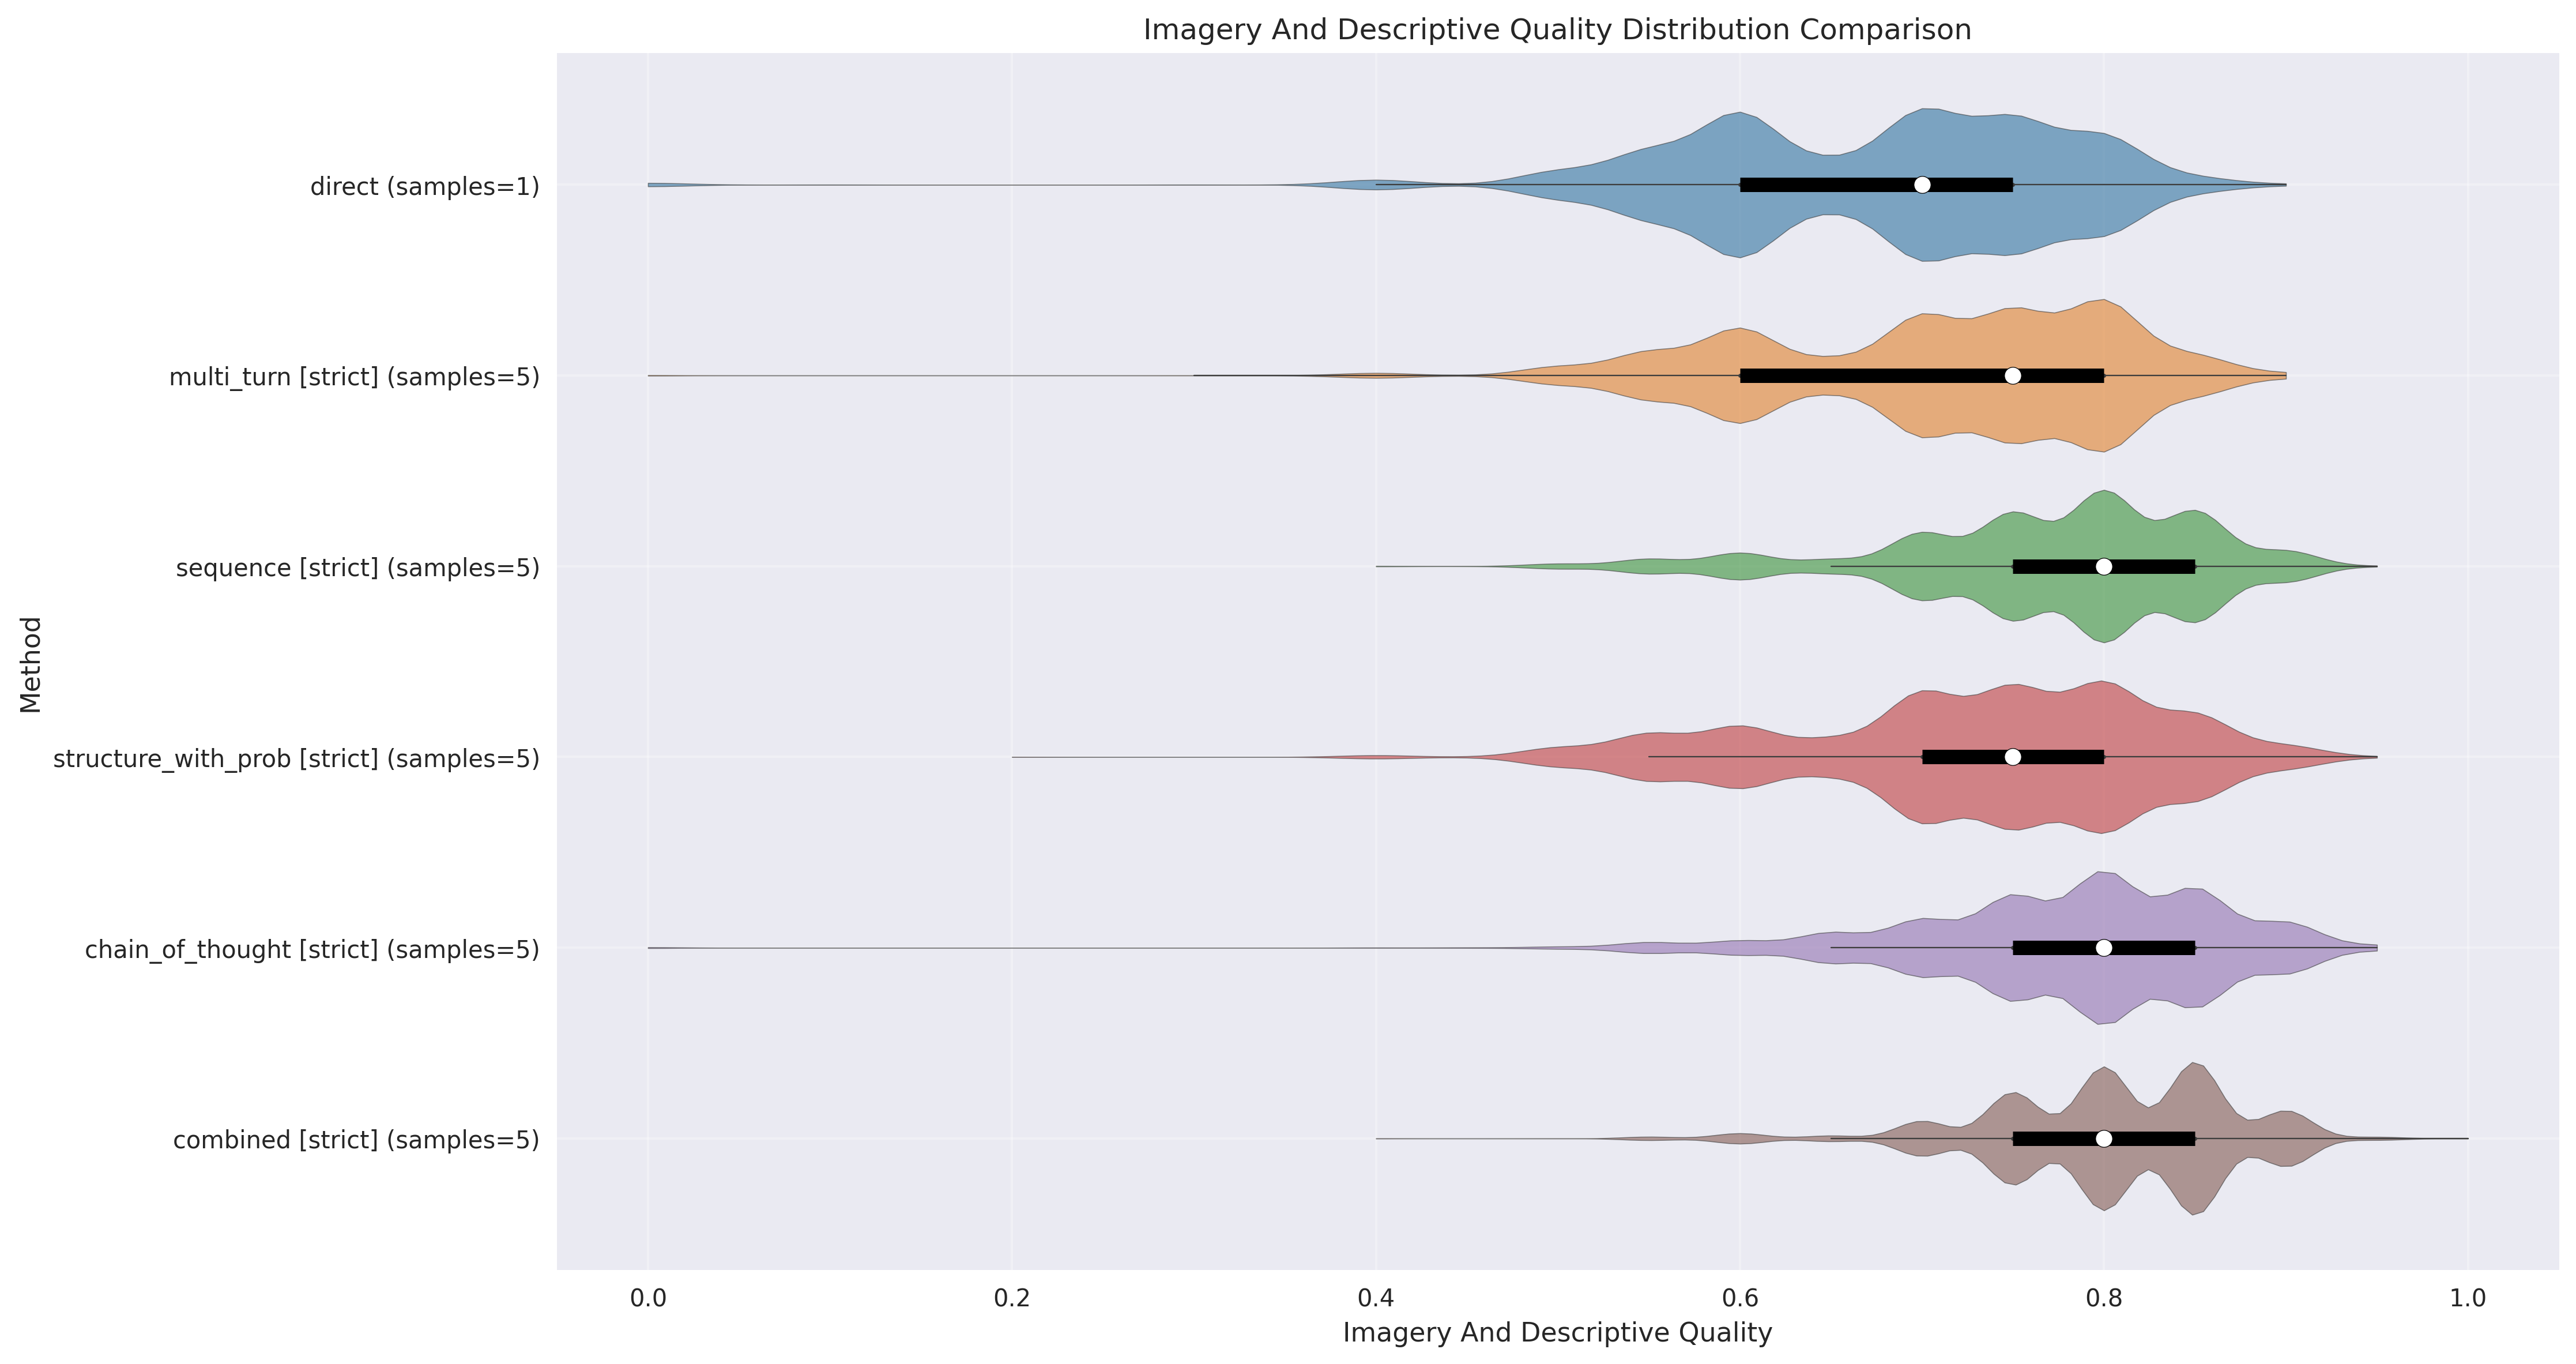 Imagery And Descriptive Quality Distribution Comparison
Method
direct (samples=1)
multi_turn [strict] (samples=5)
sequence [strict] (samples=5)
structure_with_prob [strict] (samples=5)
chain_of_thought [strict] (samples=5)
combined [strict] (samples=5)
0.0 0.2 0.4 0.6 0.8 1.0
Imagery And Descriptive Quality